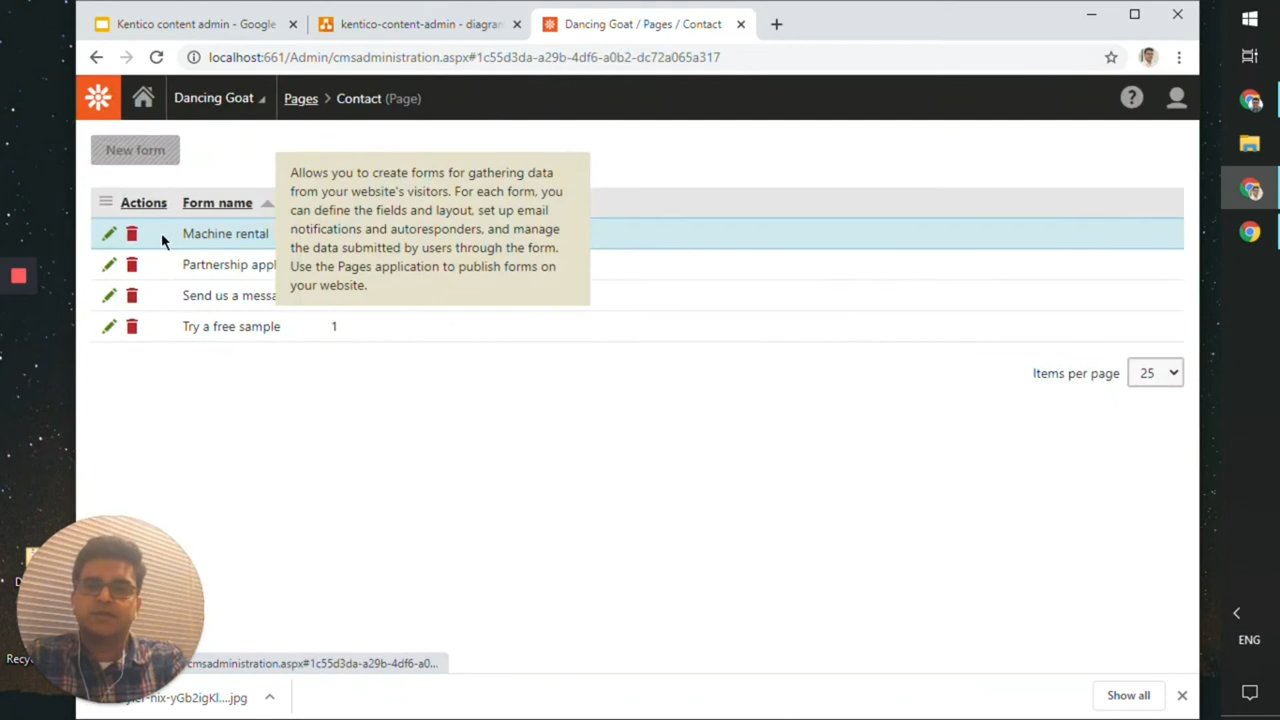 Kentico content admin - Google
kentico-content-admin - diagram
Dancing Goat / Pages / Contact
localhost:661/Admin/cmsadministration.aspx#1c55d3da-a29b-4df6-a0b2-dc72a065a317
Dancing Goat
Pages > Contact (Page)
New form
Allows you to create forms for gathering data
from your website's visitors. For each form, you
can define the fields and layout, set up email
notifications and autoresponders, and manage
the data submitted by users through the form.
Use the Pages application to publish forms on
your website.
Actions Form name
Machine rental
Partnership appl
Send us a messa
Try a free sample 1
Items per page 25
cmsadministration.aspx#1c55d3da-a29b-4df6-a0...
-nix-yGb2igKl....jpg
Show all
ENG